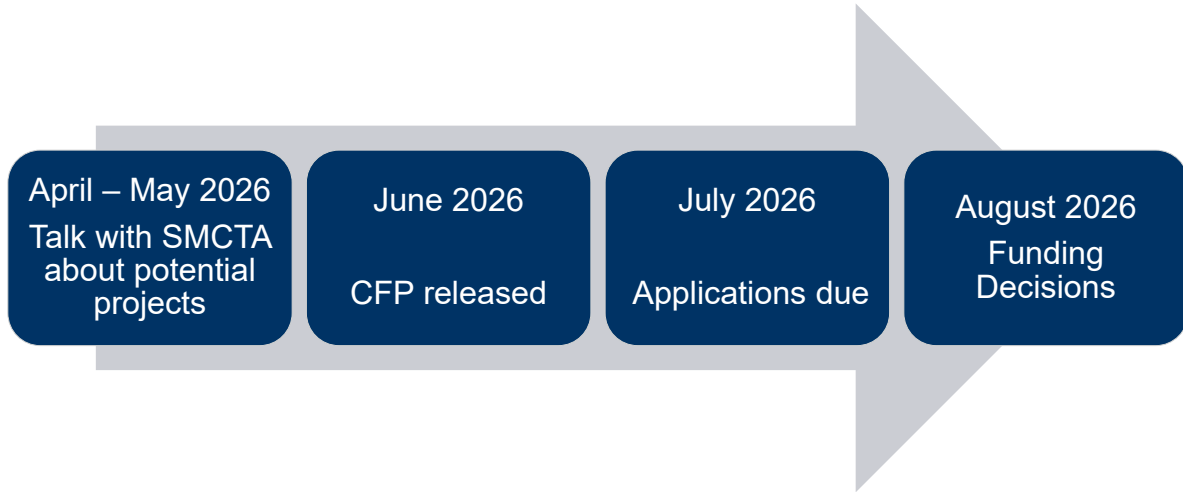 April – May 2026
Talk with SMCTA
about potential
projects
June 2026
CFP released
July 2026
Applications due
August 2026
Funding
Decisions